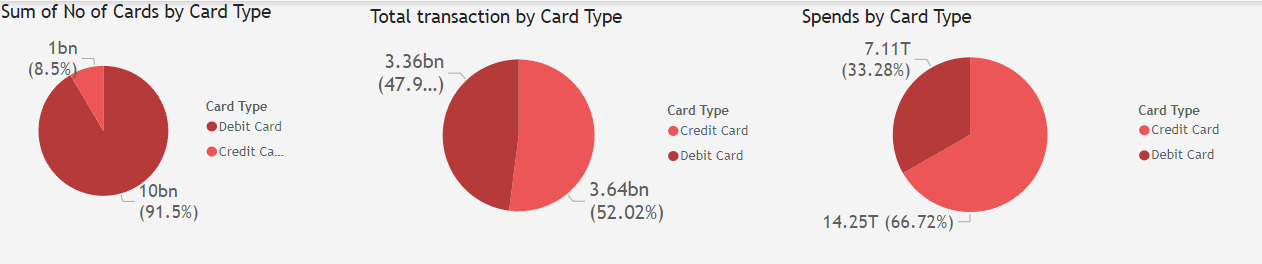 Sum of No of Cards by Card Type
1bn
(8.5%)
Card Type
Debit Card
Credit Ca...
10bn
(91.5%)
Total transaction by Card Type
3.36bn
(47.9...)
Card Type
Credit Card
Debit Card
3.64bn
(52.02%)
Spends by Card Type
7.11T
(33.28%)
Card Type
Credit Card
Debit Card
14.25T (66.72%)